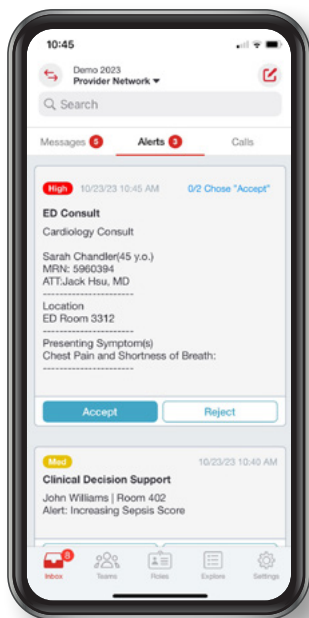 10:45
Demo 2023
Provider Network
Search
Messages 5 Alerts 3 Calls
High 10/23/23 10:45 AM 0/2 Chose "Accept"
ED Consult
Cardiology Consult
Sarah Chandler(45 y.o.)
MRN: 5960394
ATT:Jack Hsu, MD
----------------------
Location
ED Room 3312
----------------------
Presenting Symptom(s)
Chest Pain and Shortness of Breath:
----------------------
Accept Reject
Med 10/23/23 10:40 AM
Clinical Decision Support
John Williams | Room 402
Alert: Increasing Sepsis Score
8
Inbox Teams Roles Explore Settings